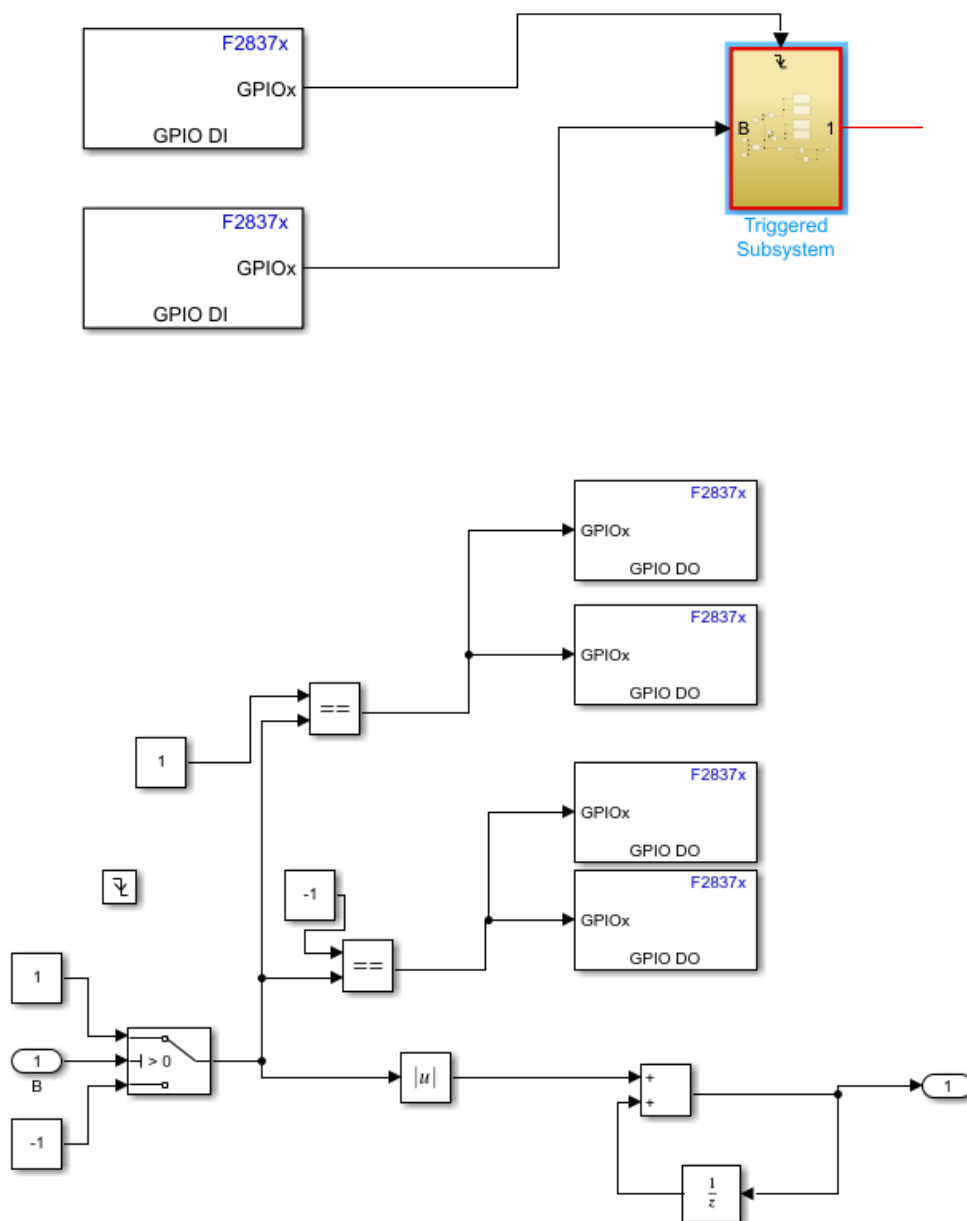 F2837x
GPIOx
GPIO DI
B
1
Triggered
Subsystem
F2837x
GPIOx
GPIO DI
F2837x
GPIOx
GPIO DO
F2837x
GPIOx
GPIO DO
==
1
F2837x
GPIOx
GPIO DO
F2837x
GPIOx
GPIO DO
-1
==
1
1
B
> 0
-1
|u|
+
+
1
1
z